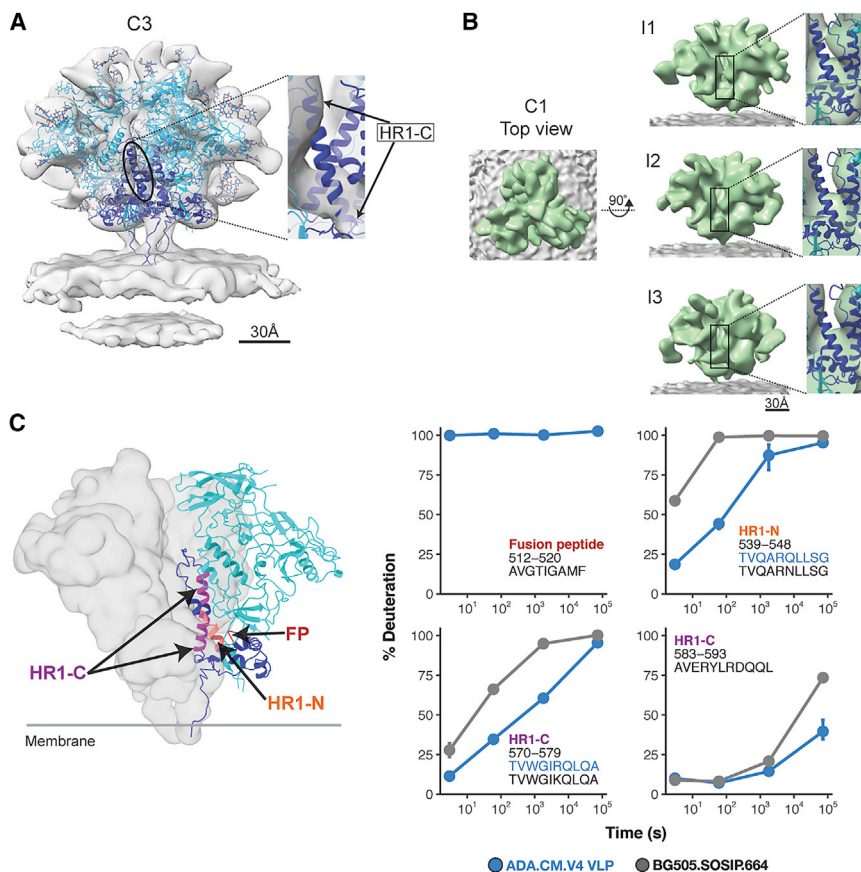 A
C3
HR1-C
30Å
B
C1
Top view
90°
I1
I2
I3
30Å
C
HR1-C
FP
HR1-N
Membrane
% Deuteration
100
75
50
25
0
Fusion peptide
512–520
AVGTIGAMF
100
75
50
25
0
HR1-N
539–548
TVQARQLLSG
TVQARNLLSG
100
75
50
25
0
HR1-C
570–579
TVWGIRQLQA
TVWGIKQLQA
10¹ 10² 10³ 10⁴ 10⁵
100
75
50
25
0
HR1-C
583–593
AVERYLRDQQL
10¹ 10² 10³ 10⁴ 10⁵
Time (s)
ADA.CM.V4 VLP
BG505.SOSIP.664